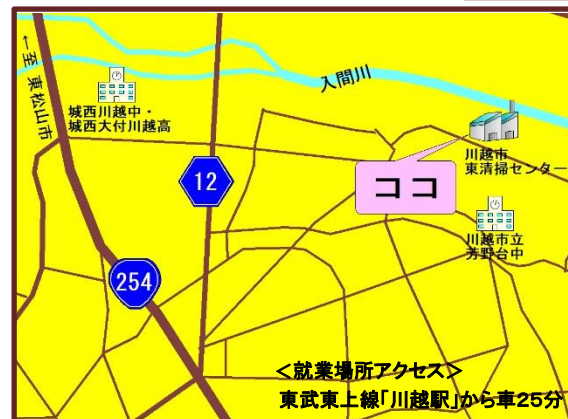 ←至 東松山市
城西川越中・
城西大付川越高
入間川
川越市
東清掃センター
12
ココ
川越市立
芳野台中
254
＜就業場所アクセス＞
東武東上線「川越駅」から車25分